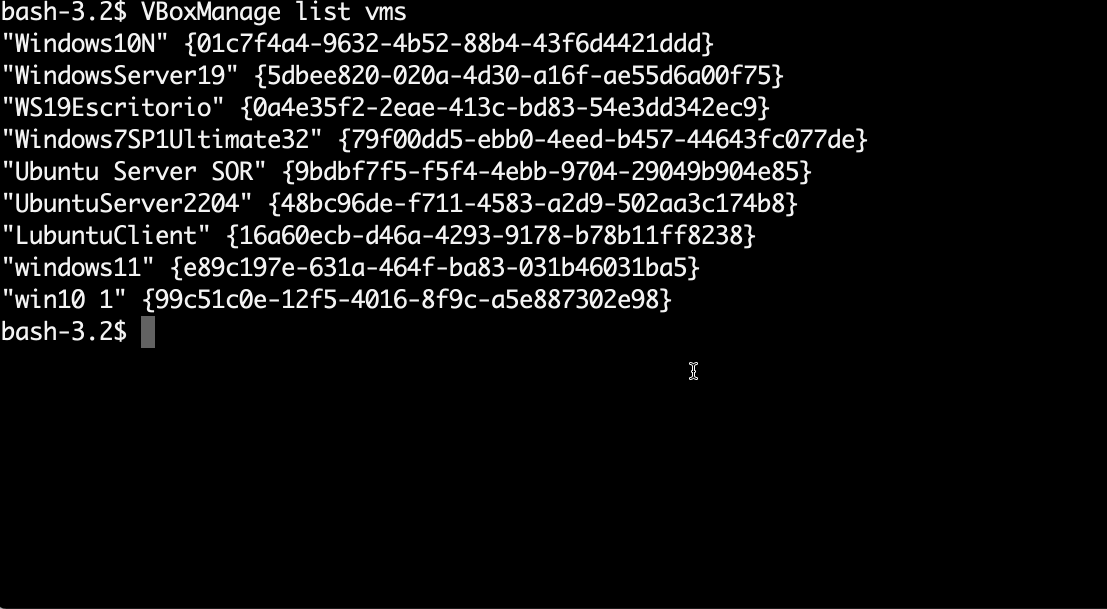 bash-3.2$ VBoxManage list vms
"Windows10N" {01c7f4a4-9632-4b52-88b4-43f6d4421ddd}
"WindowsServer19" {5dbee820-020a-4d30-a16f-ae55d6a00f75}
"WS19Escritorio" {0a4e35f2-2eae-413c-bd83-54e3dd342ec9}
"Windows7SP1Ultimate32" {79f00dd5-ebb0-4eed-b457-44643fc077de}
"Ubuntu Server SOR" {9bdbf7f5-f5f4-4ebb-9704-29049b904e85}
"UbuntuServer2204" {48bc96de-f711-4583-a2d9-502aa3c174b8}
"LubuntuClient" {16a60ecb-d46a-4293-9178-b78b11ff8238}
"windows11" {e89c197e-631a-464f-ba83-031b46031ba5}
"win10 1" {99c51c0e-12f5-4016-8f9c-a5e887302e98}
bash-3.2$